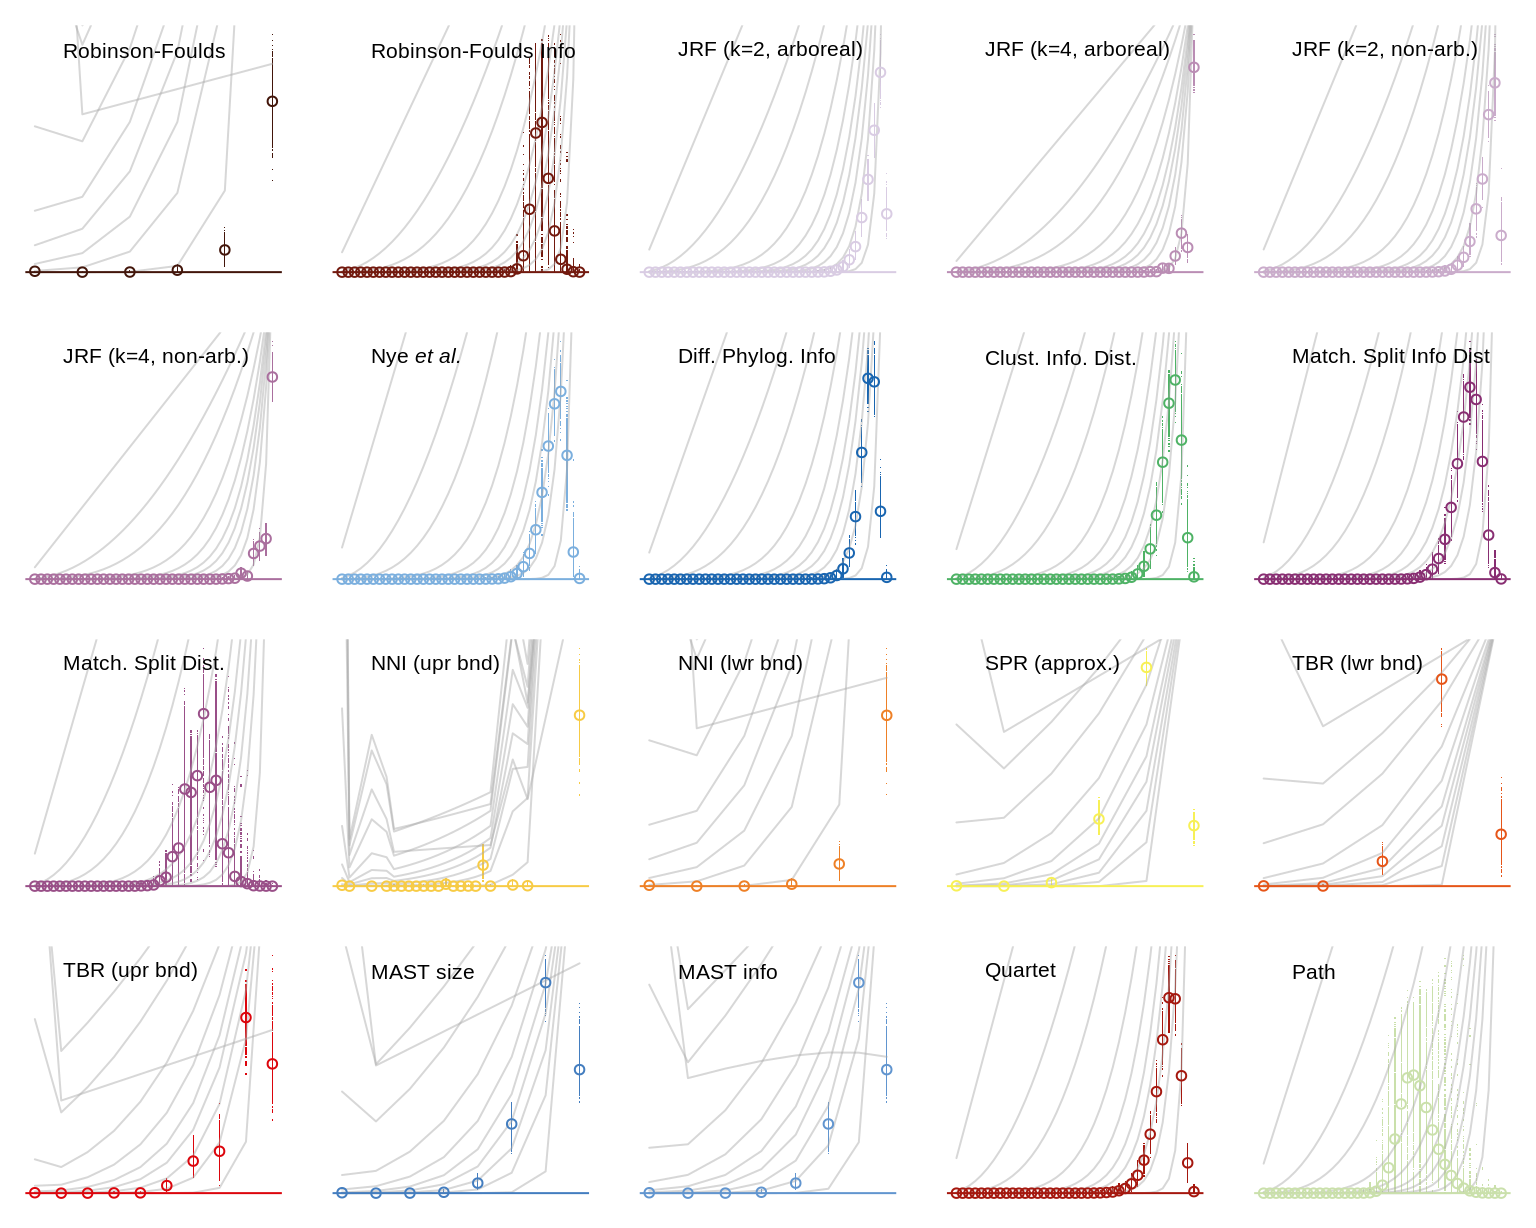 Robinson-Foulds
Robinson-Foulds Info
JRF (k=2, arboreal)
JRF (k=4, arboreal)
JRF (k=2, non-arb.)
JRF (k=4, non-arb.)
Nye et al.
Diff. Phylog. Info
Clust. Info. Dist.
Match. Split Info Dist
Match. Split Dist.
NNI (upr bnd)
NNI (lwr bnd)
SPR (approx.)
TBR (lwr bnd)
TBR (upr bnd)
MAST size
MAST info
Quartet
Path